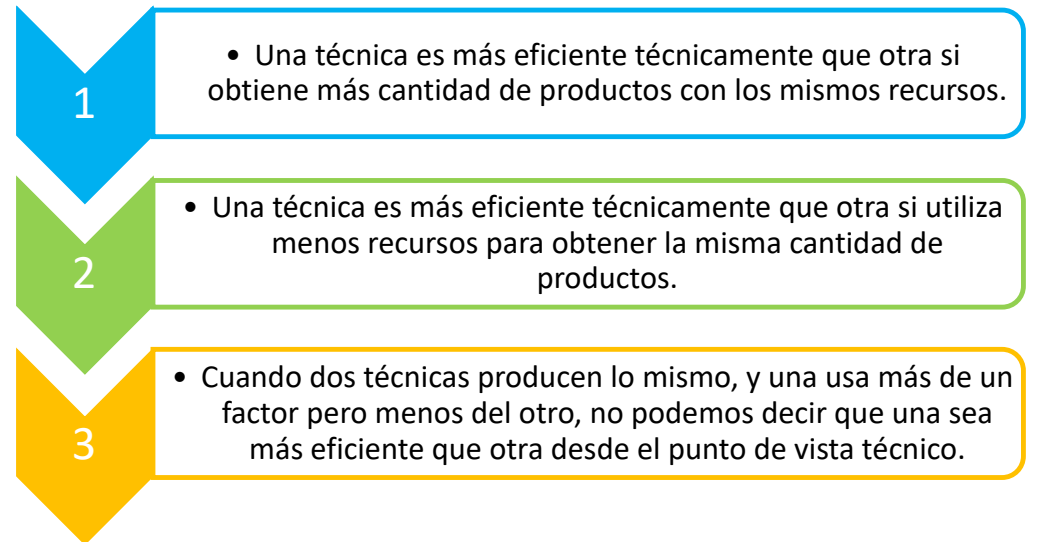 1
• Una técnica es más eficiente técnicamente que otra si
obtiene más cantidad de productos con los mismos recursos.
2
• Una técnica es más eficiente técnicamente que otra si utiliza
menos recursos para obtener la misma cantidad de
productos.
3
• Cuando dos técnicas producen lo mismo, y una usa más de un
factor pero menos del otro, no podemos decir que una sea
más eficiente que otra desde el punto de vista técnico.